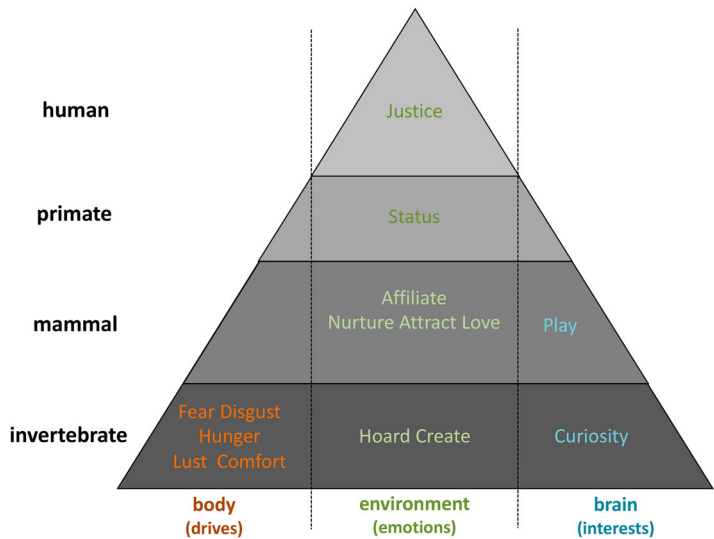 human
Justice
primate
Status
mammal
Affiliate
Nurture Attract Love
Play
invertebrate
Fear Disgust
Hunger
Lust Comfort
Hoard Create
Curiosity
body
(drives)
environment
(emotions)
brain
(interests)